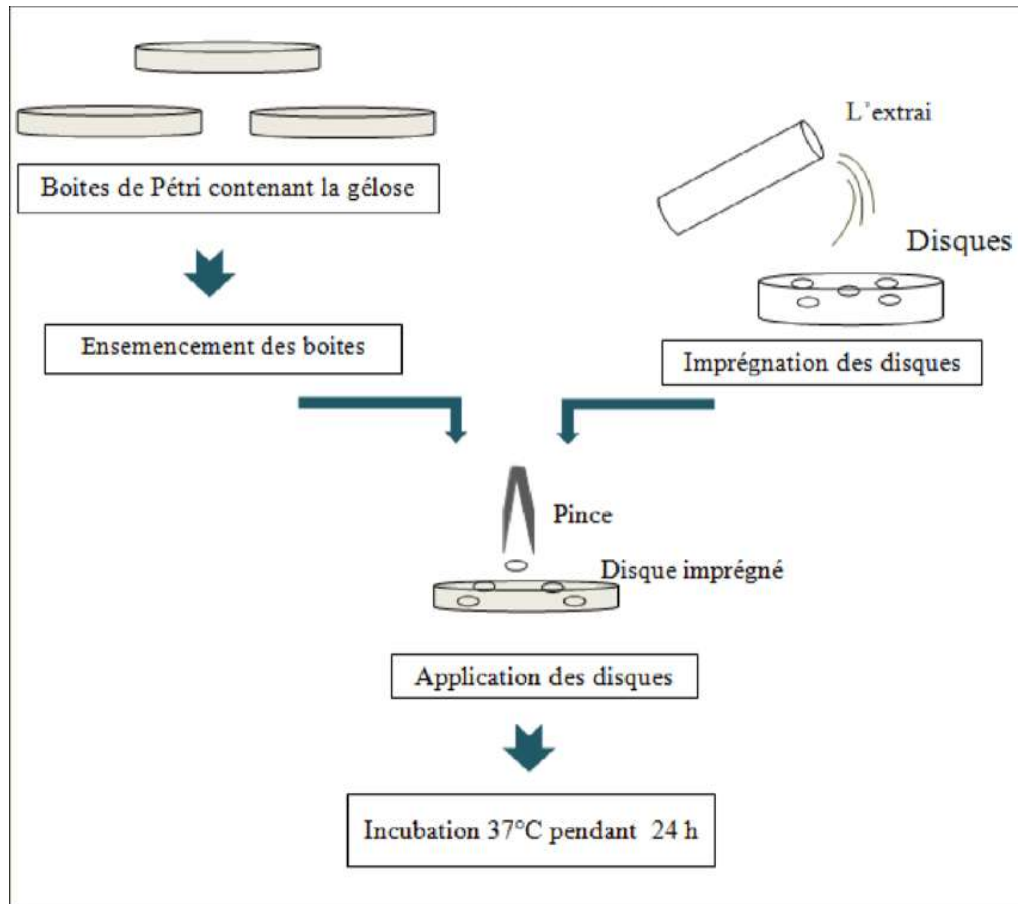 Boites de Pétri contenant la gélose
Ensemencement des boites
L'extrai
Disques
Imprégnation des disques
Pince
Disque imprégné
Application des disques
Incubation 37°C pendant 24 h